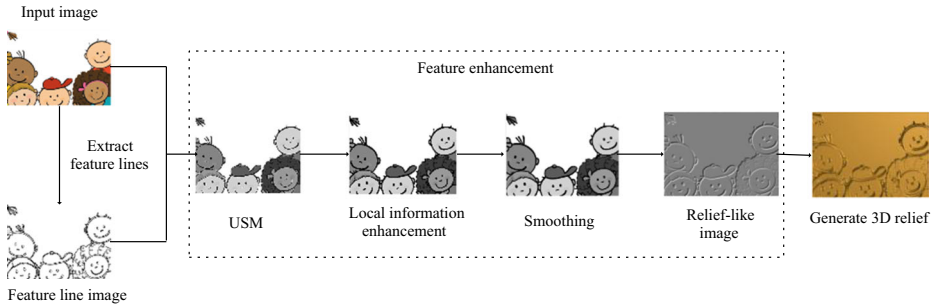 Input image
Feature enhancement
Extract
feature lines
USM
Local information
enhancement
Smoothing
Relief-like
image
Generate 3D relief
Feature line image